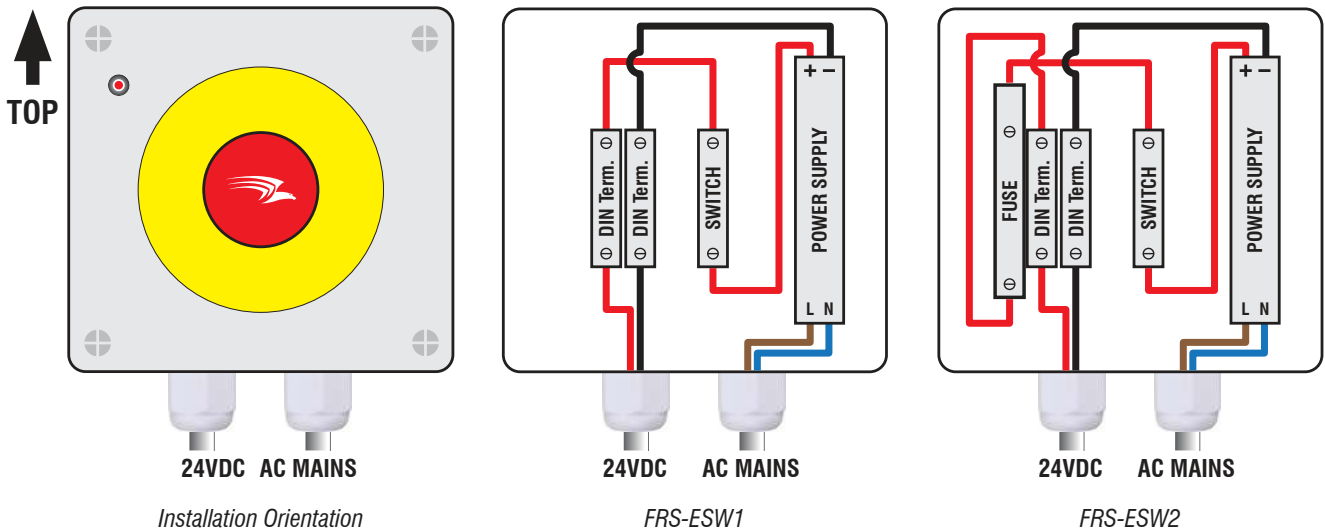 TOP
24VDC AC MAINS
Installation Orientation
+ −
DIN Term.
DIN Term.
SWITCH
POWER SUPPLY
L N
24VDC AC MAINS
FRS-ESW1
+ −
FUSE
DIN Term.
DIN Term.
SWITCH
POWER SUPPLY
L N
24VDC AC MAINS
FRS-ESW2